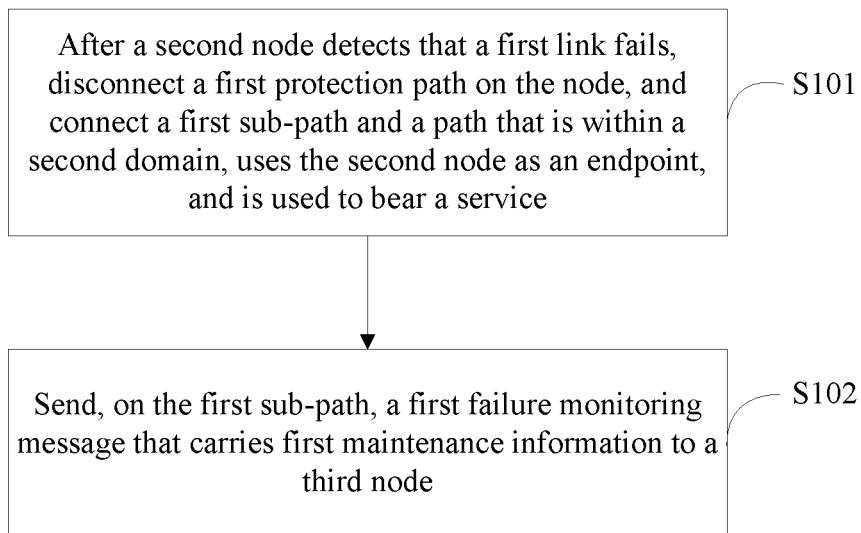 After a second node detects that a first link fails,
disconnect a first protection path on the node, and
connect a first sub-path and a path that is within a
second domain, uses the second node as an endpoint,
and is used to bear a service
S101
Send, on the first sub-path, a first failure monitoring
message that carries first maintenance information to a
third node
S102